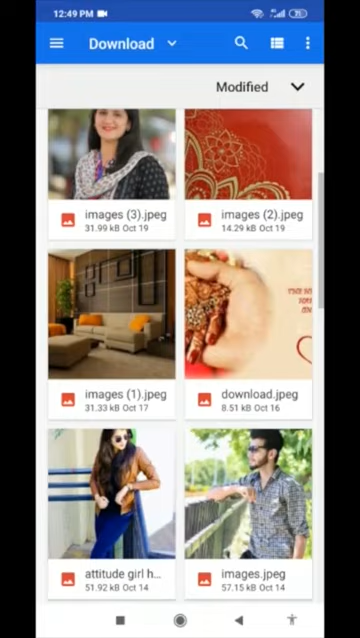 12:49 PM
Download
Modified
images (3).jpeg
31.99 kB Oct 19
images (2).jpeg
14.29 kB Oct 19
images (1).jpeg
31.33 kB Oct 17
download.jpeg
8.51 kB Oct 16
attitude girl h...
51.92 kB Oct 14
images.jpeg
57.15 kB Oct 14